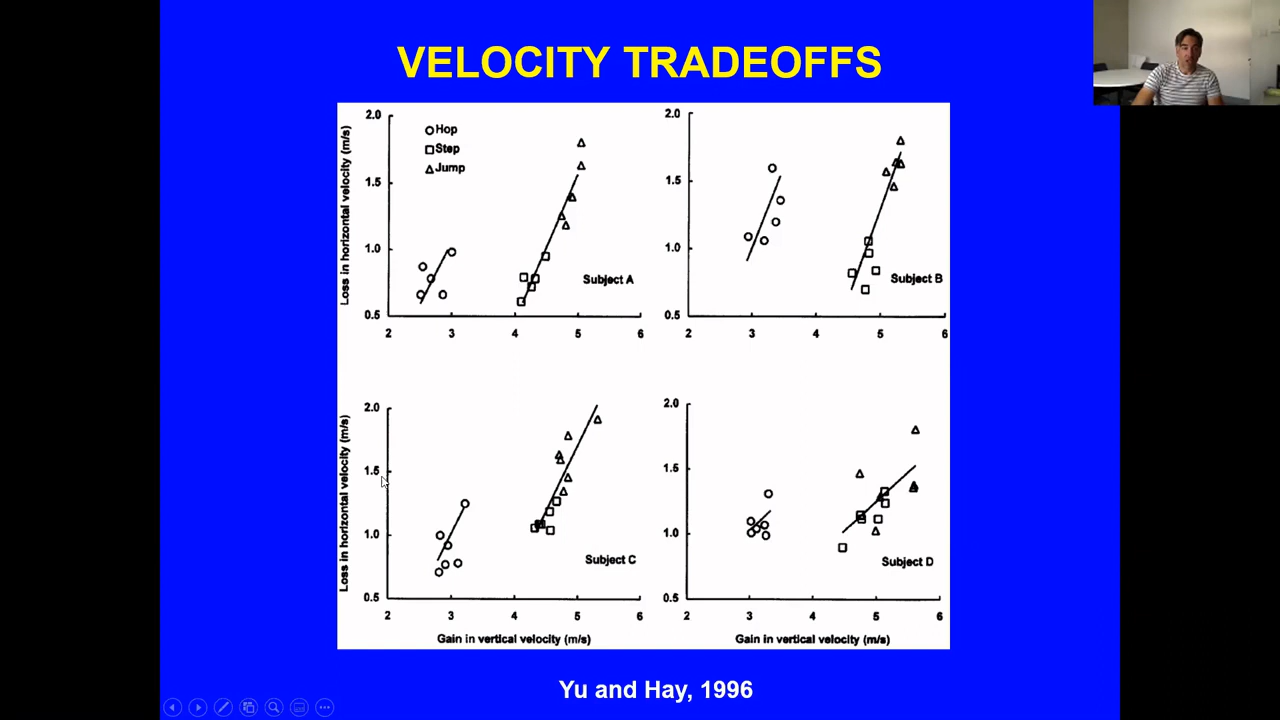 VELOCITY TRADEOFFS
Loss in horizontal velocity (m/s)
2.0
1.5
1.0
0.5
Hop
Step
Jump
Subject A
2 3 4 5 6
2.0
1.5
1.0
0.5
Subject B
2 3 4 5 6
Loss in horizontal velocity (m/s)
2.0
1.5
1.0
0.5
Subject C
2 3 4 5 6
Gain in vertical velocity (m/s)
2.0
1.5
1.0
0.5
Subject D
2 3 4 5 6
Gain in vertical velocity (m/s)
Yu and Hay, 1996